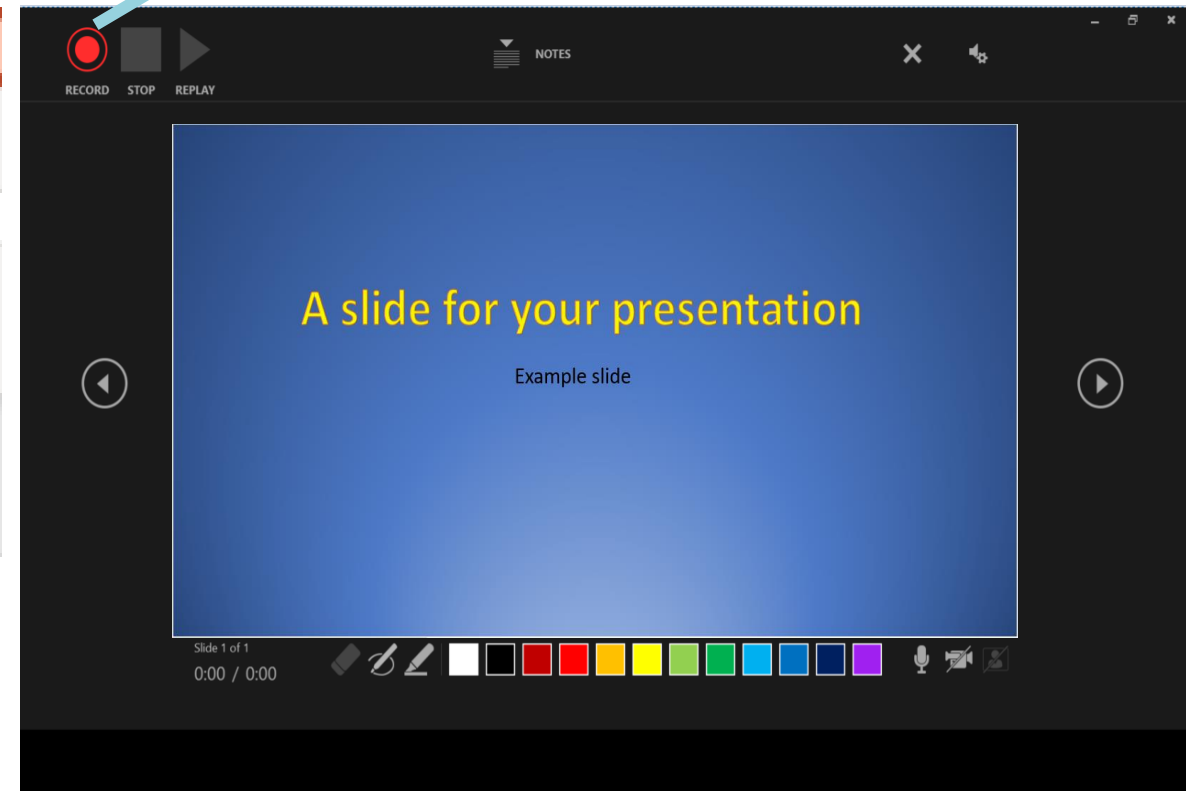 NOTES
RECORD STOP REPLAY
A slide for your presentation
Example slide
Slide 1 of 1
0:00 / 0:00